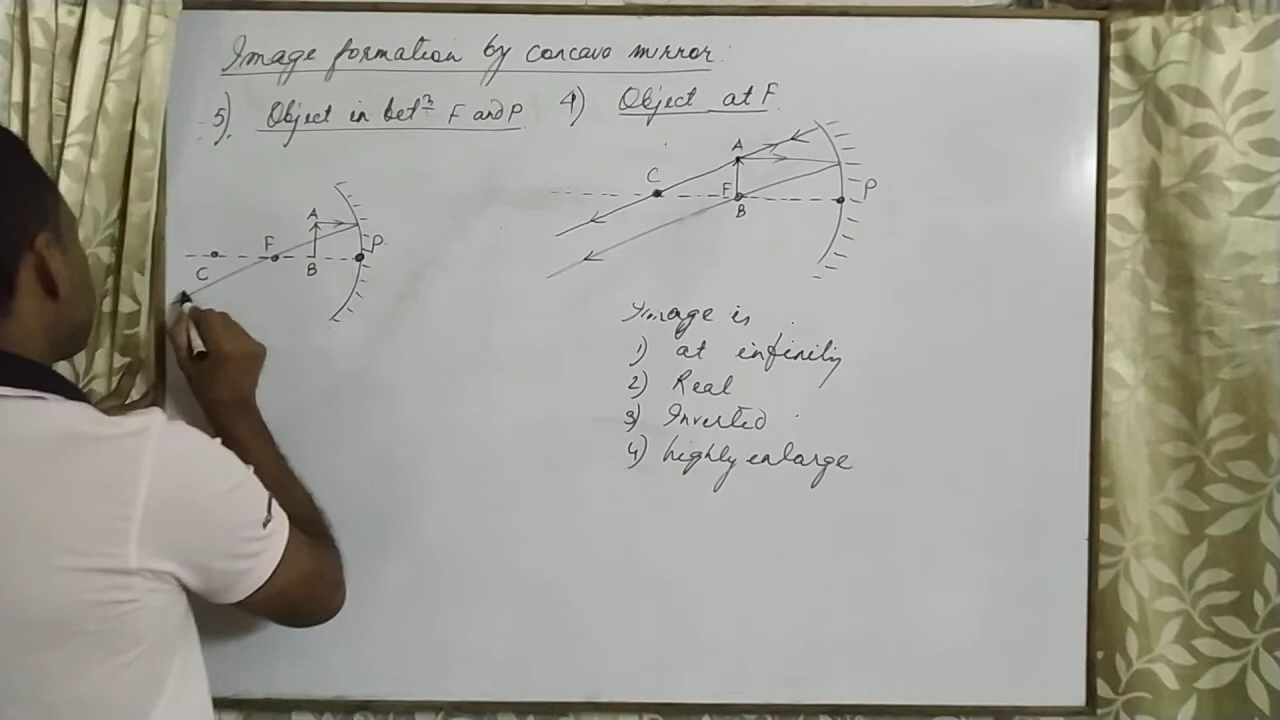 Image formation by concave mirror
5). Object in betⁿ F and P
4) Object at F
A
F
P
C
B
A
C
F
P
B
Image is
1) at infinity
2) Real
3) Inverted
4) highly enlarge